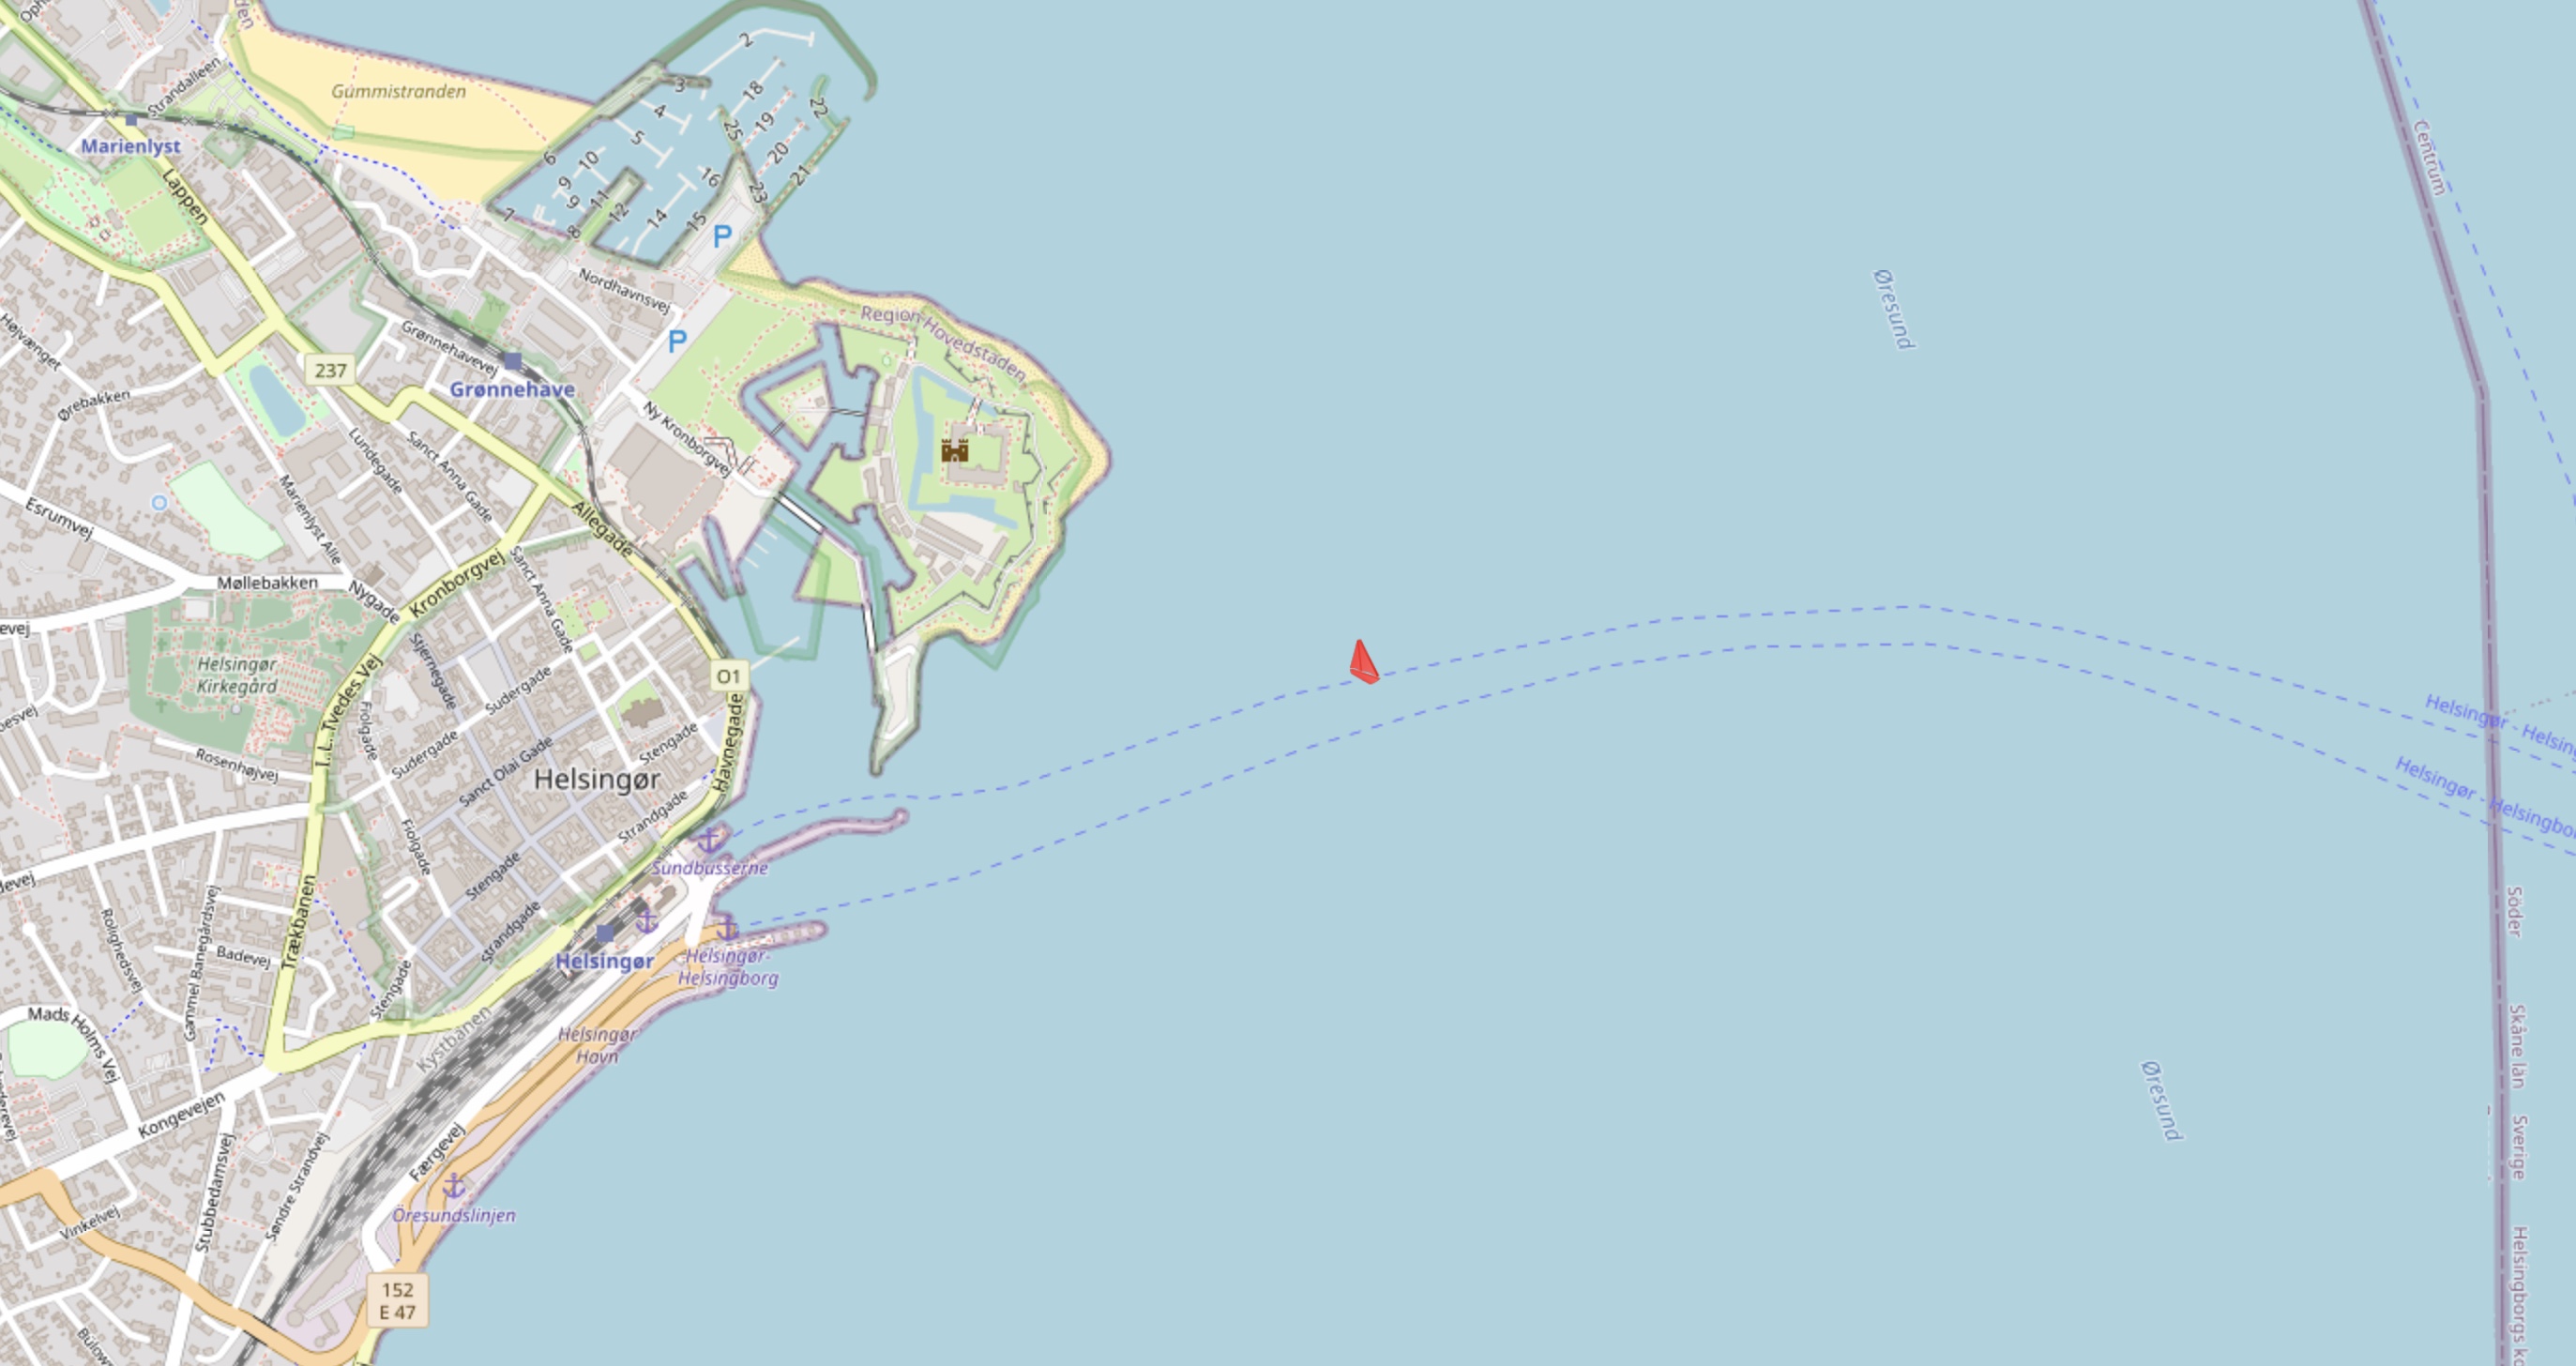 Strandalleen
Gummistranden
Marienlyst
Lappen
2
3
18
4
22
25
19
5
20
6
10
16
21
9
23
9
11
12
7
14
15
8
P
Nordhavnsvej
Region Hovedstaden
P
Højvænget
Grønnehavevej
237
Grønnehave
Ørebakken
Ny Kronborgvej
Lundegade
Sanct Anna Gade
Marienlyst Alle
Esrumvej
Allegade
Kronborgvej
Sanct Anna Gade
Møllebakken
Nygade
Stjernegade
Helsingør
Kirkegård
O1
Sudergade
I.L. Tvedes Vej
Fiolgade
Havnegade
Stengade
Sudergade
Rosenhøjvej
Sanct Olai Gade
Helsingør
Strandgade
Fiolgade
Sundbusserne
Stengade
Trækbanen
Rolighedsvej
Gammel Banegårdsvej
Badevej
Strandgade
Helsingør
Helsingør-
Helsingborg
Stengade
Mads Holms Vej
Kystbanen
Helsingør
Havn
Kongevejen
Færgevej
Stubbedamsvej
Søndre Strandvej
Vinkelvej
Öresundslinjen
152
E 47
Øresund
Centrum
Helsingør - Helsing
Helsingør - Helsingbo
Söder
Øresund
Skåne län
Sverige
Helsingborgs k